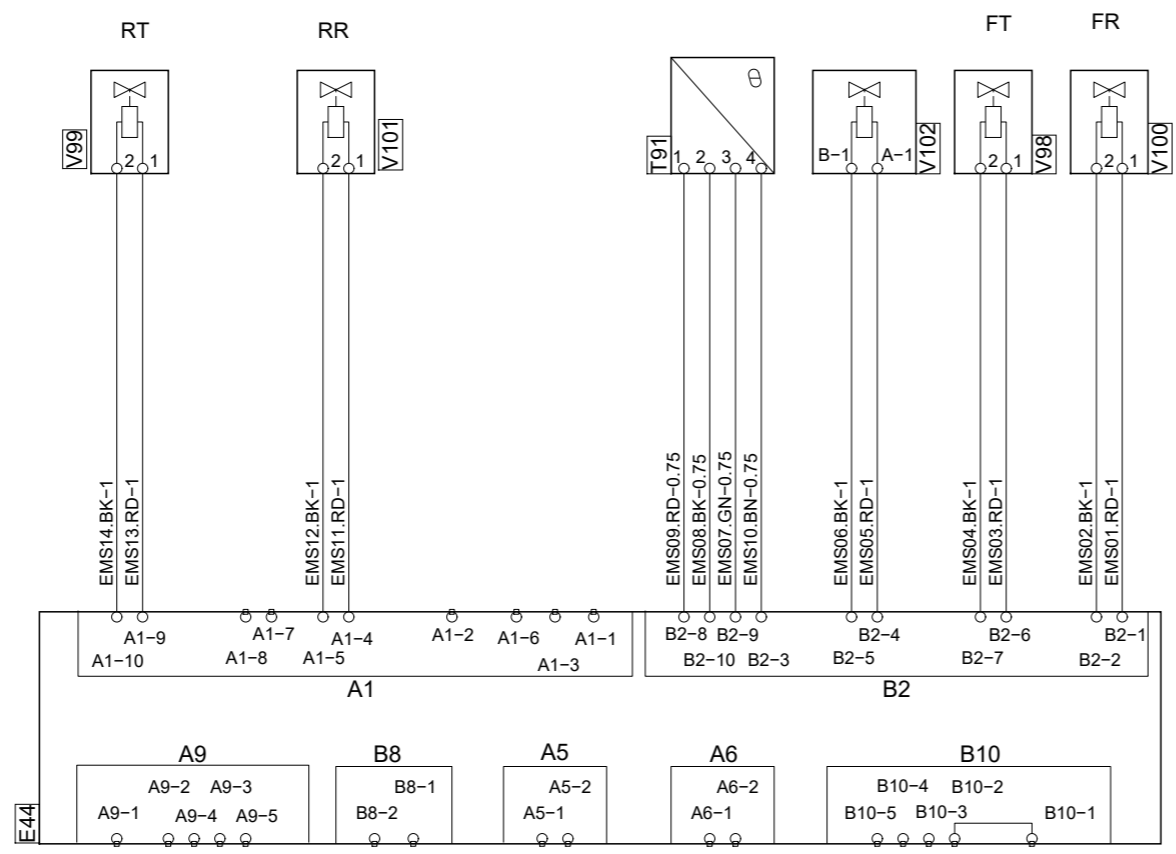 RT RR FT FR
V99 2 1
2 1 V101
T91 1 2 3 4
B-1 A-1 V102
2 1 V98
2 1 V100
EMS14.BK-1
EMS13.RD-1
EMS12.BK-1
EMS11.RD-1
EMS09.RD-0.75
EMS08.BK-0.75
EMS07.GN-0.75
EMS10.BN-0.75
EMS06.BK-1
EMS05.RD-1
EMS04.BK-1
EMS03.RD-1
EMS02.BK-1
EMS01.RD-1
A1-9 A1-7 A1-4 A1-2 A1-6 A1-1 B2-8 B2-9 B2-4 B2-6 B2-1
A1-10 A1-8 A1-5 A1-3 B2-10 B2-3 B2-5 B2-7 B2-2
A1 B2
A9 B8 A5 A6 B10
A9-2 A9-3 B8-1 A5-2 A6-2 B10-4 B10-2
A9-1 A9-4 A9-5 B8-2 A5-1 A6-1 B10-5 B10-3 B10-1
E44